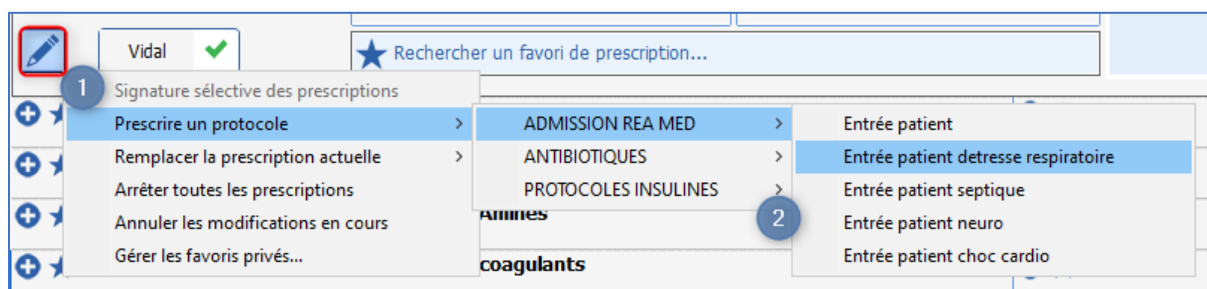 Vidal
Rechercher un favori de prescription...
1
Signature sélective des prescriptions
Prescrire un protocole
Remplacer la prescription actuelle
Arrêter toutes les prescriptions
Annuler les modifications en cours
Gérer les favoris privés...
ADMISSION REA MED
ANTIBIOTIQUES
PROTOCOLES INSULINES
Amines
coagulants
2
Entrée patient
Entrée patient detresse respiratoire
Entrée patient septique
Entrée patient neuro
Entrée patient choc cardio